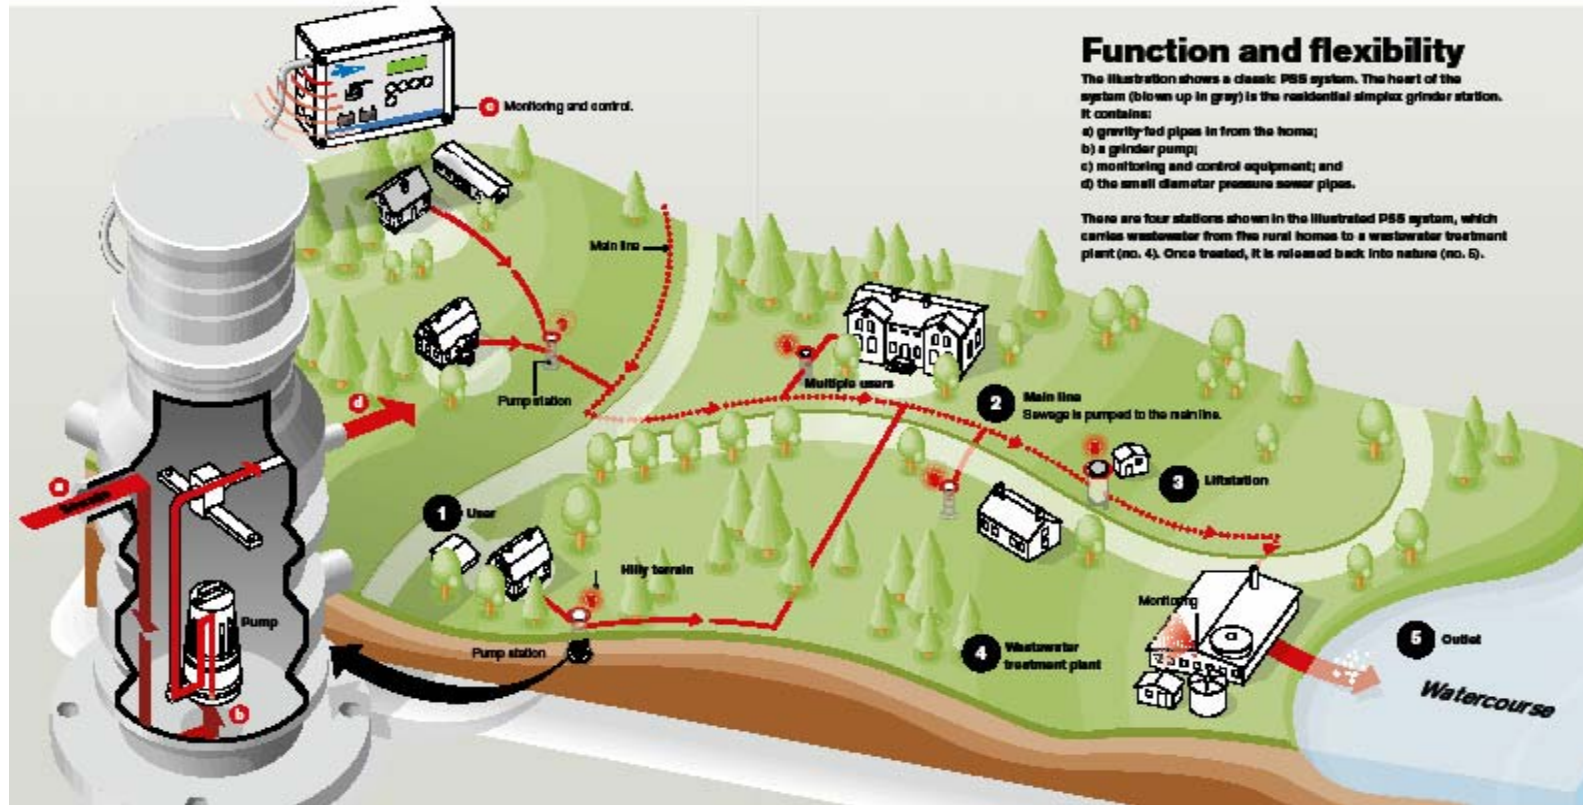 Function and flexibility
The illustration shows a classic PSS system. The heart of the
system (blown up in gray) is the residential simplex grinder station.
It contains:
a) gravity-fed pipes in from the home;
b) a grinder pump;
c) monitoring and control equipment; and
d) the small diameter pressure sewer pipes.
There are four stations shown in the illustrated PSS system, which
carries wastewater from five rural homes to a wastewater treatment
plant (no. 4). Once treated, it is released back into nature (no. 5).
c Monitoring and control.
Main line
Pump station
d
Multiple users
2 Main line
Sewage is pumped to the main line.
3 Liftstation
a
1 User
Hilly terrain
Pump
Pump station
b
Monitoring
4 Wastewater
treatment plant
5 Outlet
Watercourse